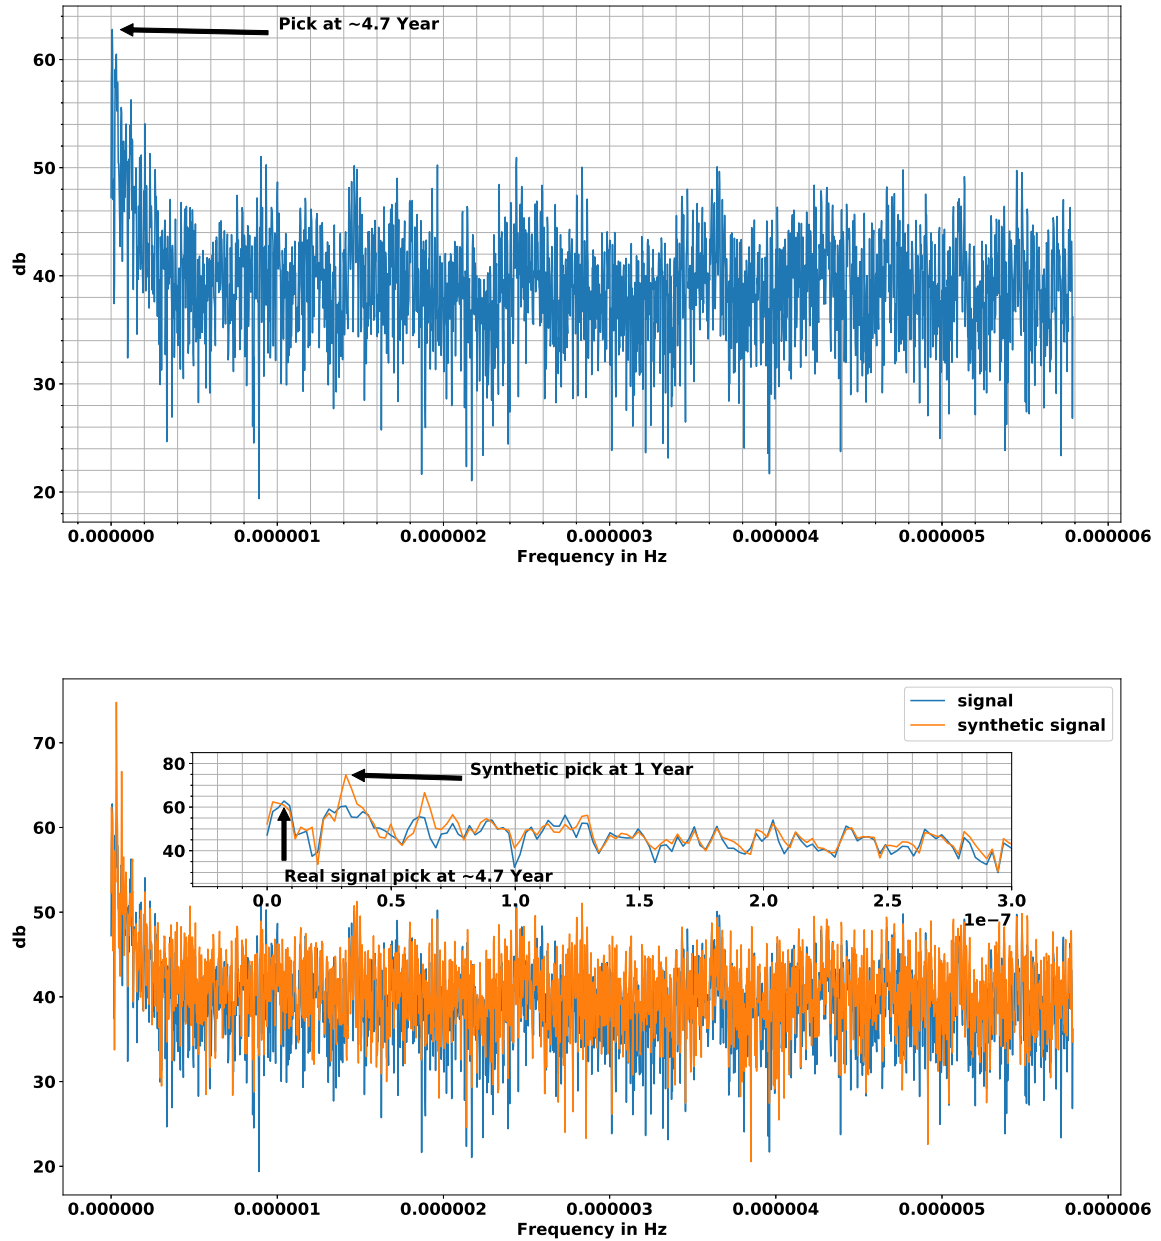 Pick at ~4.7 Year
60
50
40
30
20
db
0.000000 0.000001 0.000002 0.000003 0.000004 0.000005 0.000006
Frequency in Hz
signal
synthetic signal
70
60
50
40
30
20
db
80
60
40
Synthetic pick at 1 Year
Real signal pick at ~4.7 Year
0.0 0.5 1.0 1.5 2.0 2.5 3.0
1e−7
0.000000 0.000001 0.000002 0.000003 0.000004 0.000005 0.000006
Frequency in Hz